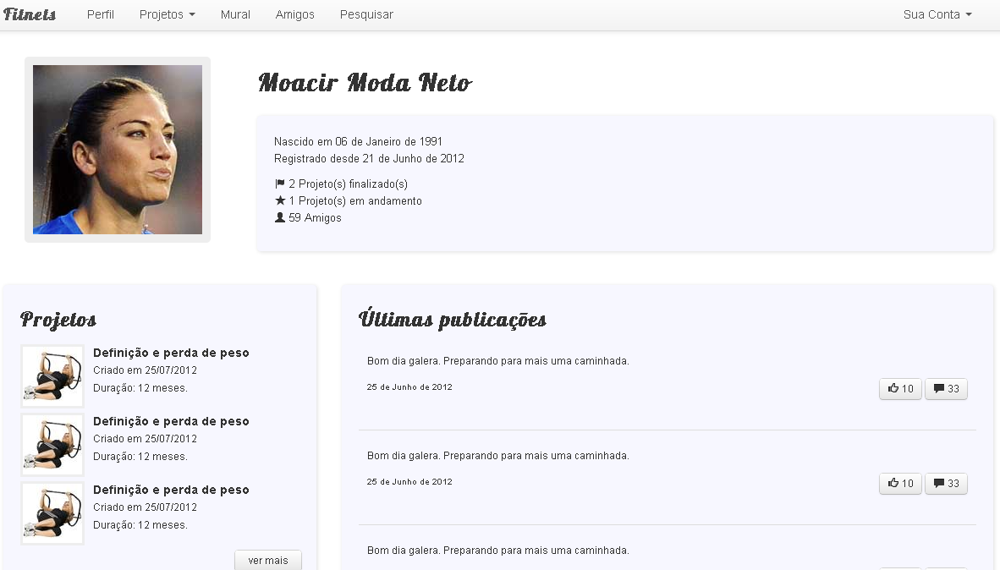 Fitnets Perfil Projetos Mural Amigos Pesquisar Sua Conta
Moacir Moda Neto
Nascido em 06 de Janeiro de 1991
Registrado desde 21 de Junho de 2012
2 Projeto(s) finalizado(s)
1 Projeto(s) em andamento
59 Amigos
Projetos
Definição e perda de peso
Criado em 25/07/2012
Duração: 12 meses.
Definição e perda de peso
Criado em 25/07/2012
Duração: 12 meses.
Definição e perda de peso
Criado em 25/07/2012
Duração: 12 meses.
ver mais
Últimas publicações
Bom dia galera. Preparando para mais uma caminhada.
25 de Junho de 2012
10 33
Bom dia galera. Preparando para mais uma caminhada.
25 de Junho de 2012
10 33
Bom dia galera. Preparando para mais uma caminhada.